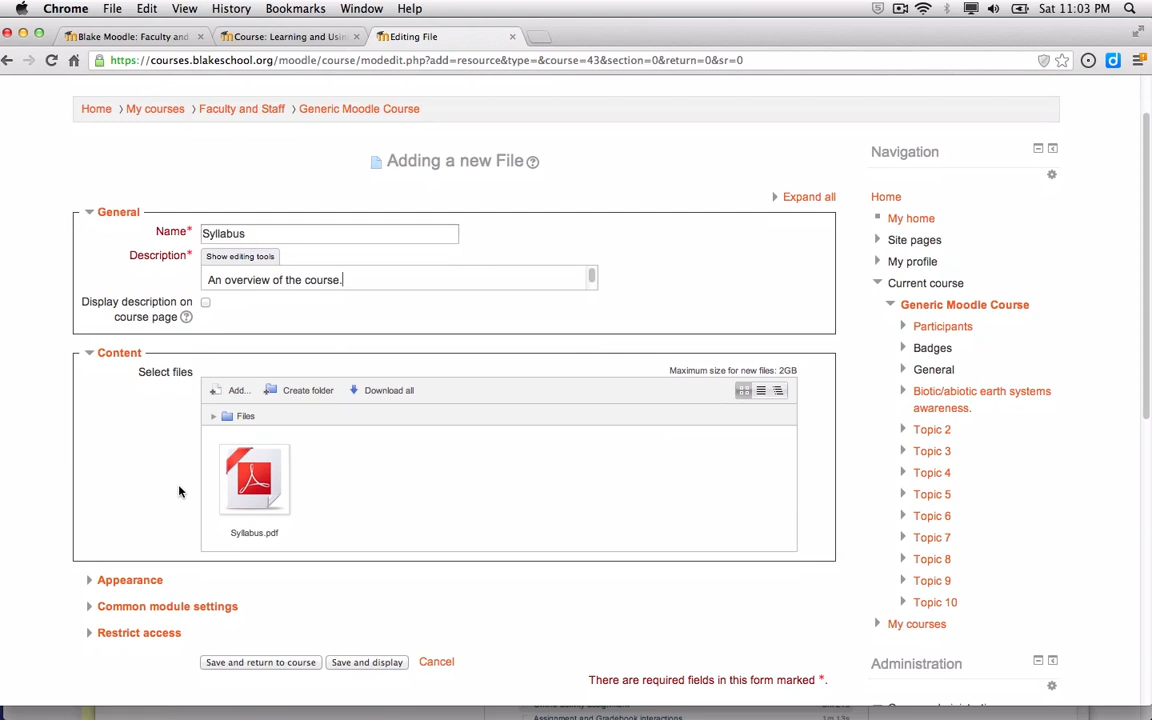 Chrome File Edit View History Bookmarks Window Help Sat 11:03 PM
Blake Moodle: Faculty and
Course: Learning and Usin
Editing File
https://courses.blakeschool.org/moodle/course/modedit.php?add=resource&type=&course=43&section=0&return=0&sr=0
Home > My courses > Faculty and Staff > Generic Moodle Course
Adding a new File
Expand all
General
Name*
Syllabus
Description*
Show editing tools
An overview of the course.
Display description on
course page
Content
Select files
Maximum size for new files: 2GB
Add...
Create folder
Download all
Files
Syllabus.pdf
Appearance
Common module settings
Restrict access
Save and return to course
Save and display
Cancel
There are required fields in this form marked *.
Navigation
Home
My home
Site pages
My profile
Current course
Generic Moodle Course
Participants
Badges
General
Biotic/abiotic earth systems
awareness.
Topic 2
Topic 3
Topic 4
Topic 5
Topic 6
Topic 7
Topic 8
Topic 9
Topic 10
My courses
Administration
Assignment and Gradebook interactions